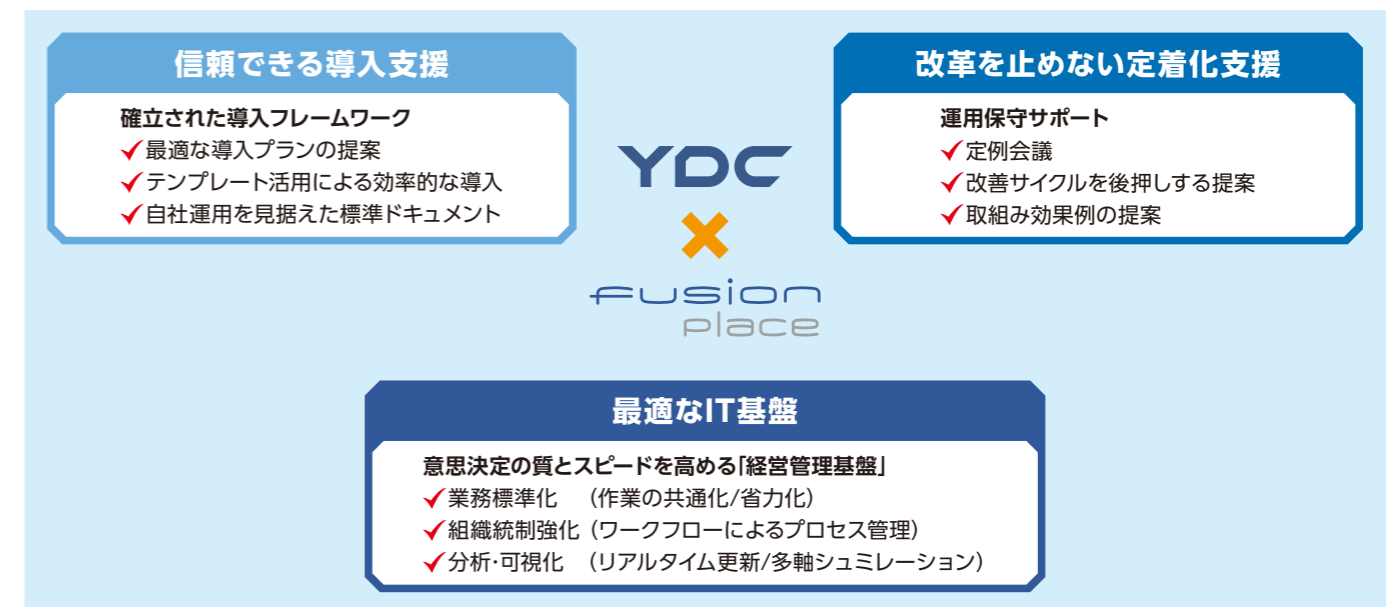 信頼できる導入支援
確立された導入フレームワーク
✓最適な導入プランの提案
✓テンプレート活用による効率的な導入
✓自社運用を見据えた標準ドキュメント
改革を止めない定着化支援
運用保守サポート
✓定例会議
✓改善サイクルを後押しする提案
✓取組み効果例の提案
YDC
×
fusion
place
最適なIT基盤
意思決定の質とスピードを高める「経営管理基盤」
✓業務標準化 (作業の共通化/省力化)
✓組織統制強化 (ワークフローによるプロセス管理)
✓分析・可視化 (リアルタイム更新/多軸シュミレーション)